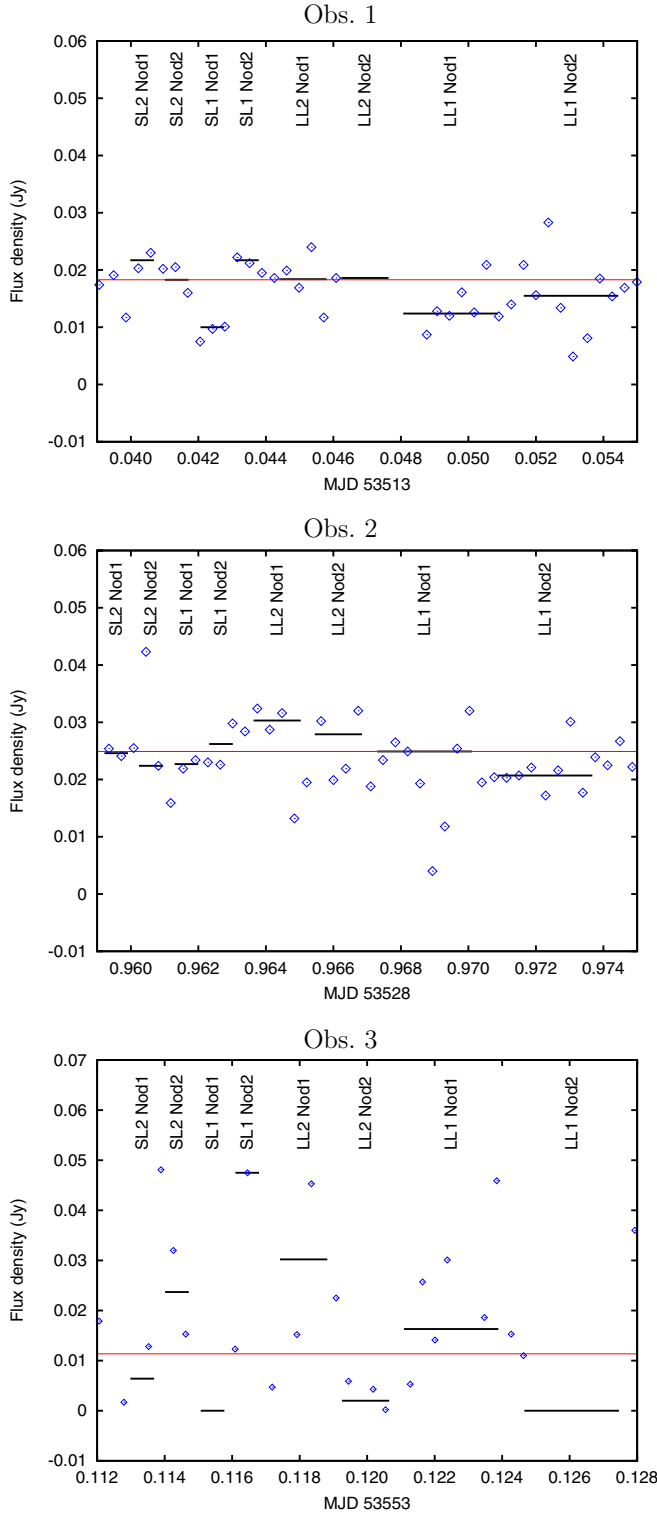 Obs. 1
0.06
0.05
0.04
0.03
0.02
0.01
0
-0.01
Flux density (Jy)
SL2 Nod1
SL2 Nod2
SL1 Nod1
SL1 Nod2
LL2 Nod1
LL2 Nod2
LL1 Nod1
LL1 Nod2
0.040 0.042 0.044 0.046 0.048 0.050 0.052 0.054
MJD 53513
Obs. 2
0.06
0.05
0.04
0.03
0.02
0.01
0
-0.01
Flux density (Jy)
SL2 Nod1
SL2 Nod2
SL1 Nod1
SL1 Nod2
LL2 Nod1
LL2 Nod2
LL1 Nod1
LL1 Nod2
0.960 0.962 0.964 0.966 0.968 0.970 0.972 0.974
MJD 53528
Obs. 3
0.07
0.06
0.05
0.04
0.03
0.02
0.01
0
-0.01
Flux density (Jy)
SL2 Nod1
SL2 Nod2
SL1 Nod1
SL1 Nod2
LL2 Nod1
LL2 Nod2
LL1 Nod1
LL1 Nod2
0.112 0.114 0.116 0.118 0.120 0.122 0.124 0.126 0.128
MJD 53553